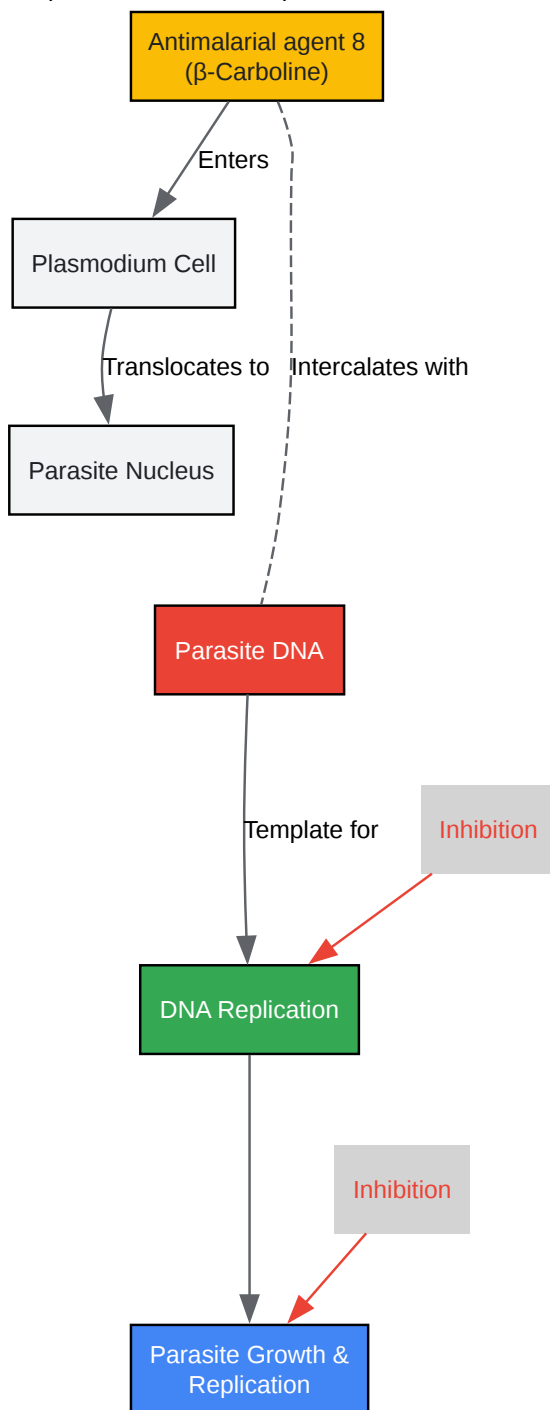 Antimalarial agent 8
(β-Carboline)
Enters
Plasmodium Cell
Translocates to
Intercalates with
Parasite Nucleus
Parasite DNA
Template for
Inhibition
DNA Replication
Inhibition
Parasite Growth &
Replication